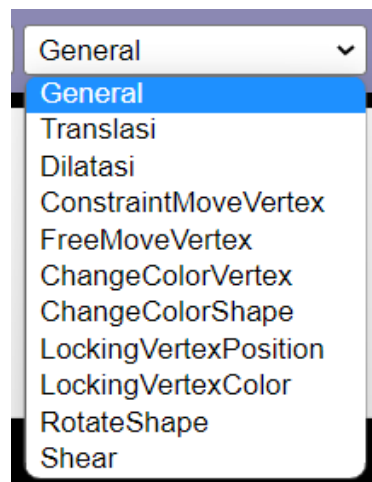 General
General
Translasi
Dilatasi
ConstraintMoveVertex
FreeMoveVertex
ChangeColorVertex
ChangeColorShape
LockingVertexPosition
LockingVertexColor
RotateShape
Shear